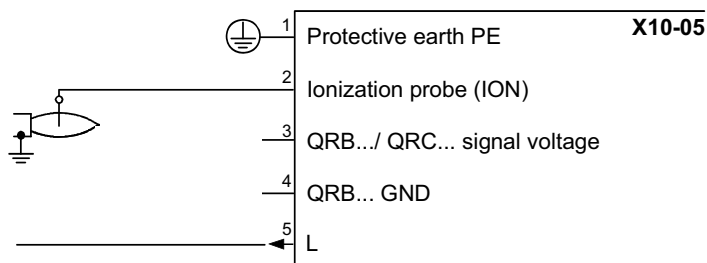 X10-05
1 Protective earth PE
2 Ionization probe (ION)
3 QRB.../ QRC... signal voltage
4 QRB... GND
5 L